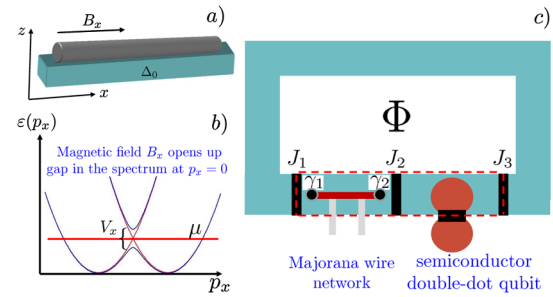 a)
z
B_x
Δ_0
x
b)
ε(p_x)
Magnetic field B_x opens up
gap in the spectrum at p_x = 0
V_x
μ
p_x
c)
Φ
J_1
J_2
J_3
γ_1
γ_2
Majorana wire
network
semiconductor
double-dot qubit